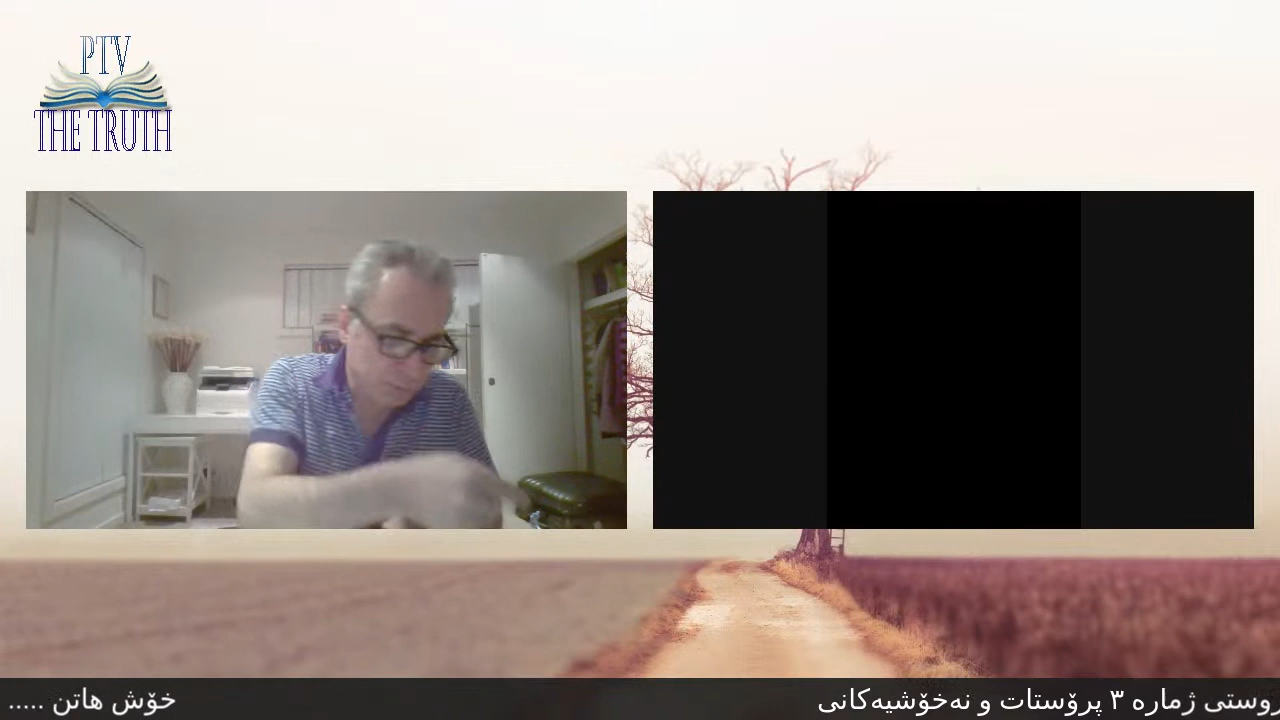 PTV
THE TRUTH
ژمارە ٣ پرۆستات و نەخۆشیەکانی
خۆش هاتن .....